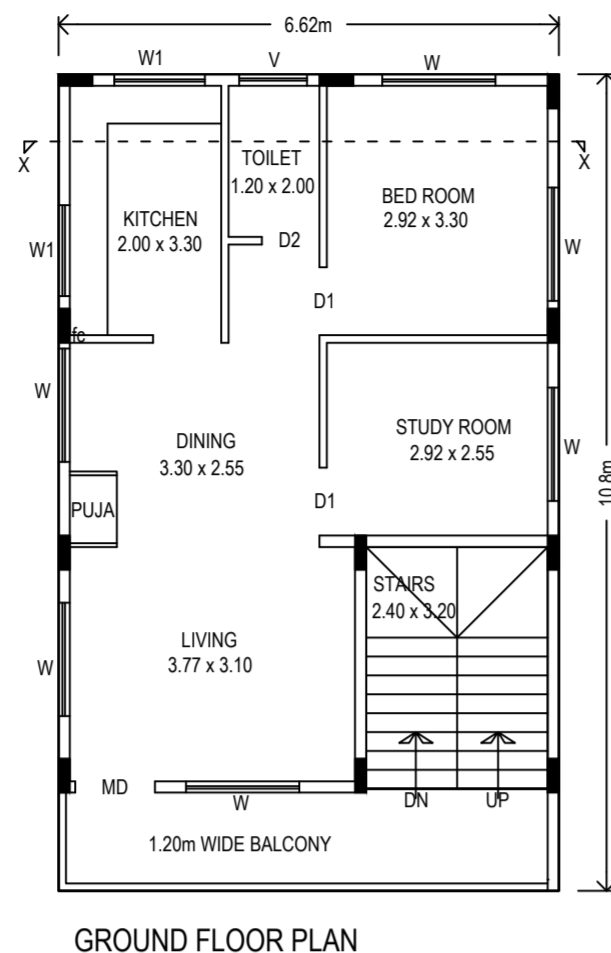 6.62m
W1
V
W
X
X
TOILET
1.20 x 2.00
BED ROOM
2.92 x 3.30
KITCHEN
2.00 x 3.30
D2
W1
W
D1
fc
W
DINING
3.30 x 2.55
STUDY ROOM
2.92 x 2.55
W
10.8m
PUJA
D1
STAIRS
2.40 x 3.20
LIVING
3.77 x 3.10
W
MD
W
DN
UP
1.20m WIDE BALCONY
GROUND FLOOR PLAN